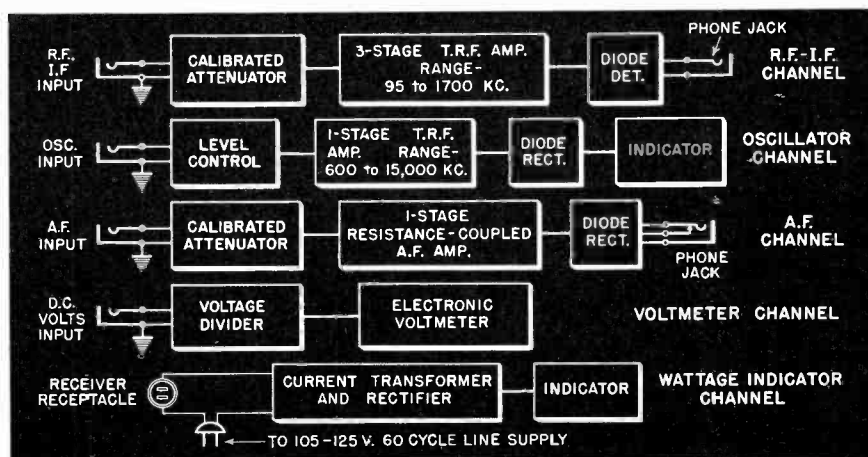 R.F.,
I.F
INPUT
CALIBRATED
ATTENUATOR
3-STAGE T.R.F. AMP.
RANGE-
95 to 1700 KC.
DIODE
DET.
PHONE JACK
R.F.-I.F.
CHANNEL
OSC.
INPUT
LEVEL
CONTROL
1-STAGE T.R.F.
AMP. RANGE-
600 to 15,000 KC.
DIODE
RECT.
INDICATOR
OSCILLATOR
CHANNEL
A.F.
INPUT
CALIBRATED
ATTENUATOR
1-STAGE
RESISTANCE-COUPLED
A.F. AMP.
DIODE
RECT.
PHONE
JACK
A.F.
CHANNEL
D.C.
VOLTS
INPUT
VOLTAGE
DIVIDER
ELECTRONIC
VOLTMETER
VOLTMETER CHANNEL
RECEIVER
RECEPTACLE
CURRENT TRANSFORMER
AND RECTIFIER
INDICATOR
WATTAGE INDICATOR
CHANNEL
TO 105-125 V. 60 CYCLE LINE SUPPLY